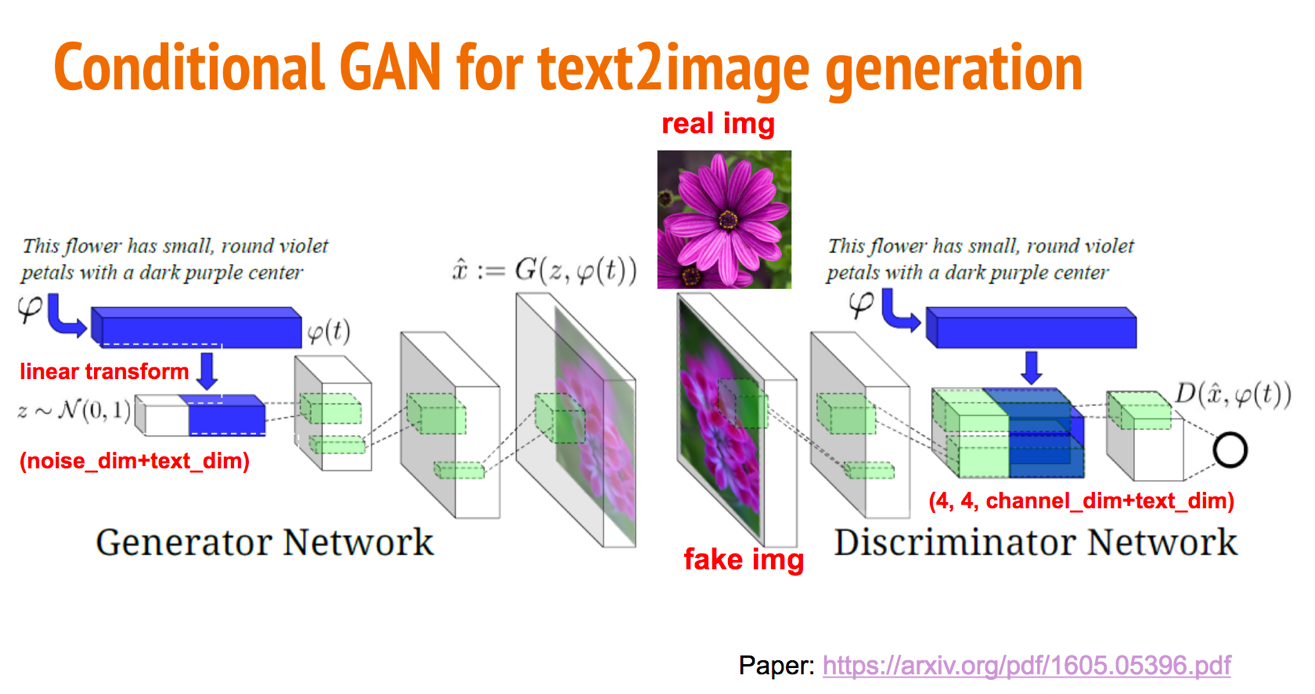 Conditional GAN for text2image generation
real img
This flower has small, round violet
petals with a dark purple center
φ
φ(t)
linear transform
z ∼ N(0, 1)
(noise_dim+text_dim)
x̂ := G(z, φ(t))
Generator Network
fake img
This flower has small, round violet
petals with a dark purple center
φ
D(x̂, φ(t))
(4, 4, channel_dim+text_dim)
Discriminator Network
Paper: https://arxiv.org/pdf/1605.05396.pdf